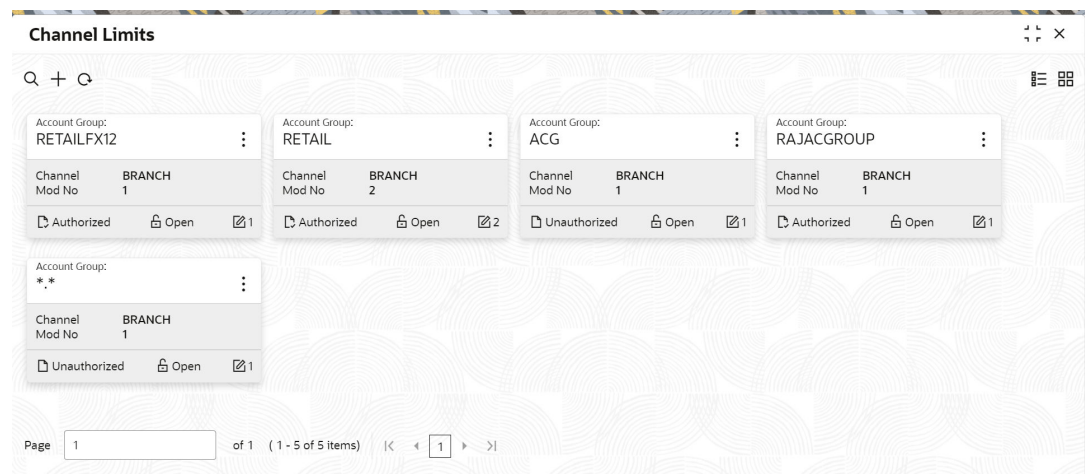 Channel Limits
Account Group:
RETAILFX12
Channel BRANCH
Mod No 1
Authorized Open 1
Account Group:
RETAIL
Channel BRANCH
Mod No 2
Authorized Open 2
Account Group:
ACG
Channel BRANCH
Mod No 1
Unauthorized Open 1
Account Group:
RAJACGROUP
Channel BRANCH
Mod No 1
Authorized Open 1
Account Group:
*.*
Channel BRANCH
Mod No 1
Unauthorized Open 1
Page 1 of 1 ( 1 - 5 of 5 items) 1